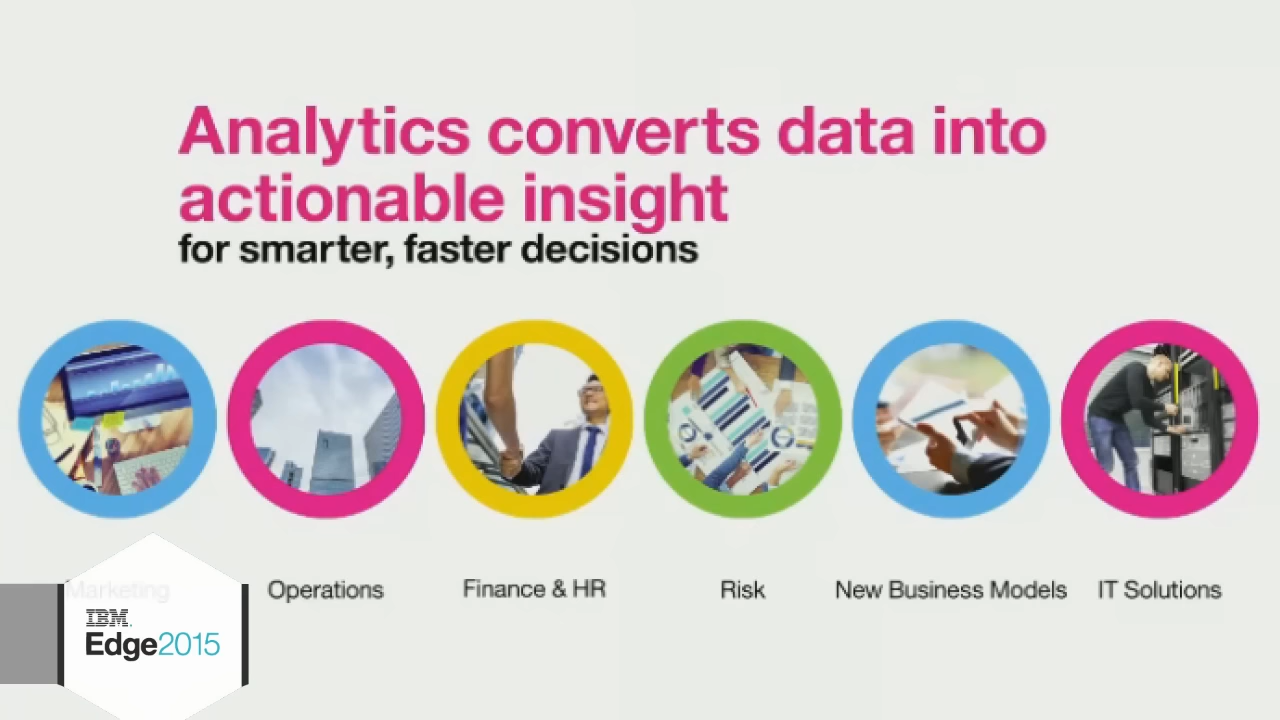 Analytics converts data into
actionable insight
for smarter, faster decisions
Marketing
Operations
Finance & HR
Risk
New Business Models
IT Solutions
IBM.
Edge2015